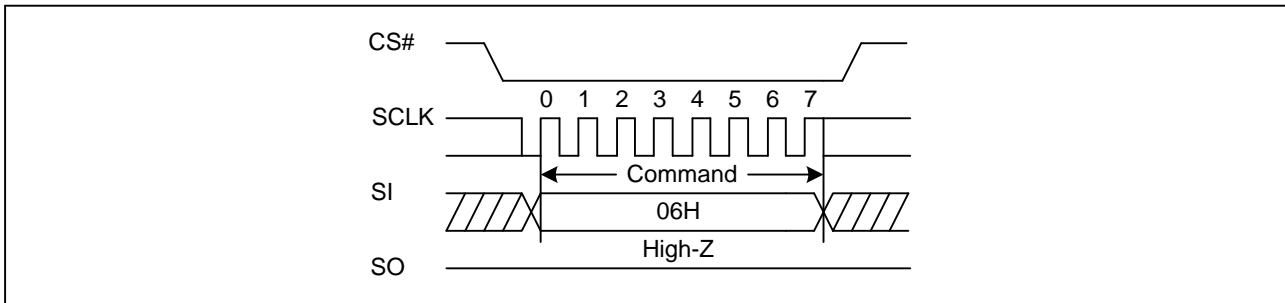 CS#
0 1 2 3 4 5 6 7
SCLK
Command
SI
06H
High-Z
SO